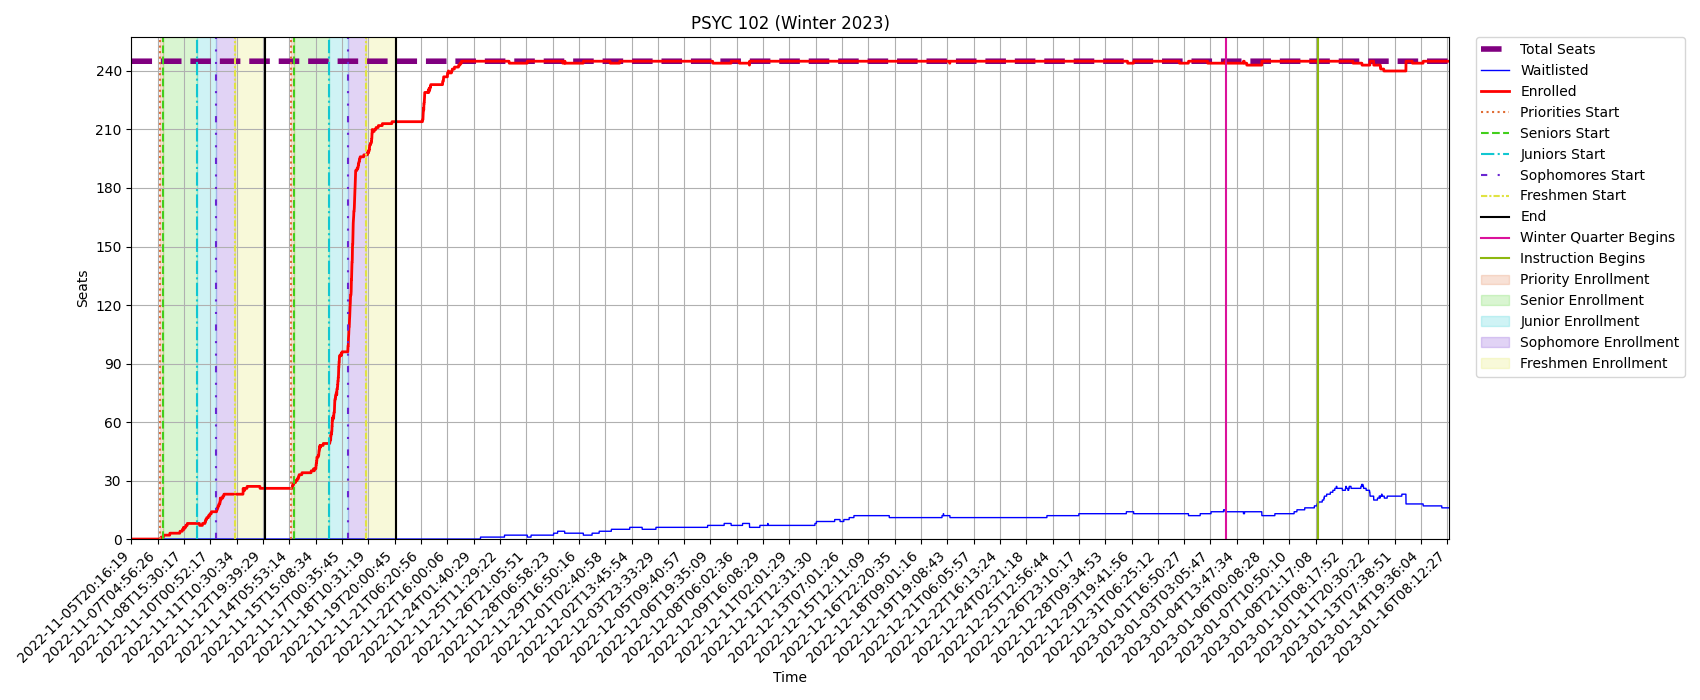 PSYC 102 (Winter 2023)
Seats
240
210
180
150
120
90
60
30
0
2022-11-05T20:16:19
2022-11-07T04:56:26
2022-11-08T15:30:17
2022-11-10T00:52:17
2022-11-11T10:30:34
2022-11-12T19:39:29
2022-11-14T05:53:14
2022-11-15T15:08:34
2022-11-17T00:35:45
2022-11-18T10:31:19
2022-11-19T20:00:45
2022-11-21T06:20:56
2022-11-22T16:00:06
2022-11-24T01:40:29
2022-11-25T11:29:22
2022-11-26T21:05:51
2022-11-28T06:58:23
2022-11-29T16:50:16
2022-12-01T02:40:58
2022-12-02T13:45:54
2022-12-03T23:33:29
2022-12-05T09:40:57
2022-12-06T19:35:09
2022-12-08T06:02:36
2022-12-09T16:08:29
2022-12-11T02:01:29
2022-12-12T12:31:30
2022-12-13T07:01:26
2022-12-15T12:11:09
2022-12-16T22:20:35
2022-12-18T09:01:16
2022-12-19T19:08:43
2022-12-21T06:05:57
2022-12-22T16:13:24
2022-12-24T02:21:18
2022-12-25T12:56:44
2022-12-26T23:10:17
2022-12-28T09:34:53
2022-12-29T19:41:56
2022-12-31T06:25:12
2023-01-01T16:50:27
2023-01-03T03:05:47
2023-01-04T13:47:34
2023-01-06T00:08:28
2023-01-07T10:50:10
2023-01-08T21:17:08
2023-01-10T08:17:52
2023-01-11T20:30:22
2023-01-13T07:38:51
2023-01-14T19:36:04
2023-01-16T08:12:27
Time
Total Seats
Waitlisted
Enrolled
Priorities Start
Seniors Start
Juniors Start
Sophomores Start
Freshmen Start
End
Winter Quarter Begins
Instruction Begins
Priority Enrollment
Senior Enrollment
Junior Enrollment
Sophomore Enrollment
Freshmen Enrollment